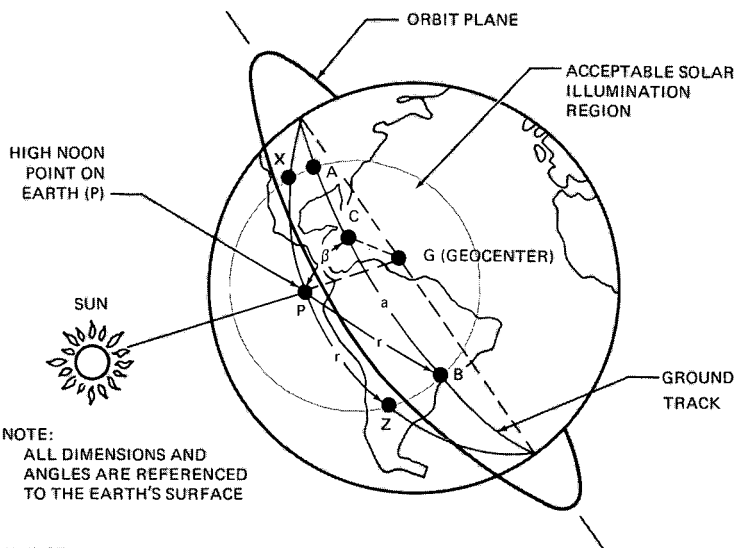 ORBIT PLANE
ACCEPTABLE SOLAR
ILLUMINATION
REGION
HIGH NOON
POINT ON
EARTH (P)
X
A
C
β
G (GEOCENTER)
P
a
SUN
r
r
B
Z
GROUND
TRACK
NOTE:
ALL DIMENSIONS AND
ANGLES ARE REFERENCED
TO THE EARTH'S SURFACE